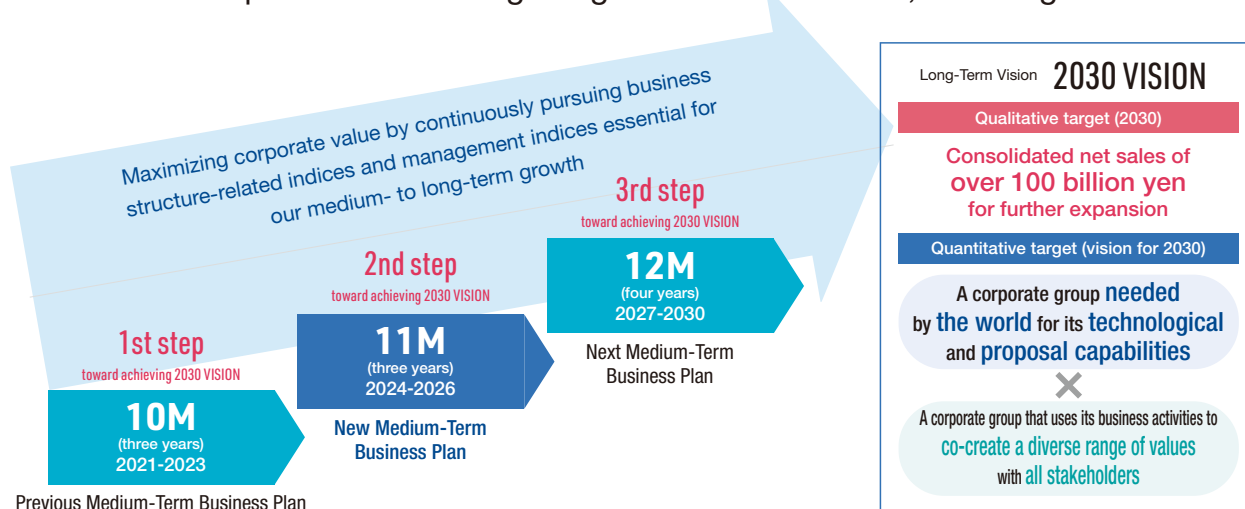 Maximizing corporate value by continuously pursuing business
structure-related indices and management indices essential for
our medium- to long-term growth
1st step
toward achieving 2030 VISION
10M
(three years)
2021-2023
Previous Medium-Term Business Plan
2nd step
toward achieving 2030 VISION
11M
(three years)
2024-2026
New Medium-Term
Business Plan
3rd step
toward achieving 2030 VISION
12M
(four years)
2027-2030
Next Medium-Term
Business Plan
Long-Term Vision 2030 VISION
Qualitative target (2030)
Consolidated net sales of
over 100 billion yen
for further expansion
Quantitative target (vision for 2030)
A corporate group needed
by the world for its technological
and proposal capabilities
A corporate group that uses its business activities to
co-create a diverse range of values
with all stakeholders